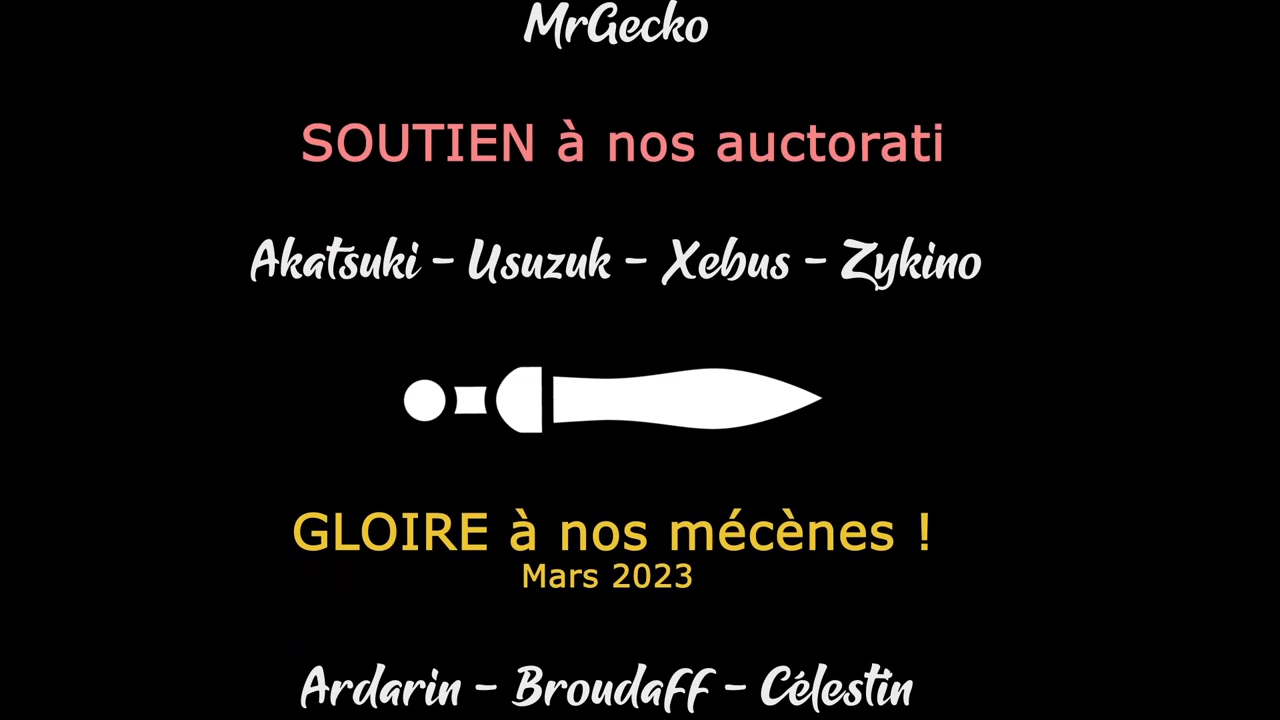 MrGecko
SOUTIEN à nos auctorati
Akatsuki - Usuzuk - Xebus - Zykino
GLOIRE à nos mécènes !
Mars 2023
Ardarin - Broudaff - Célestin